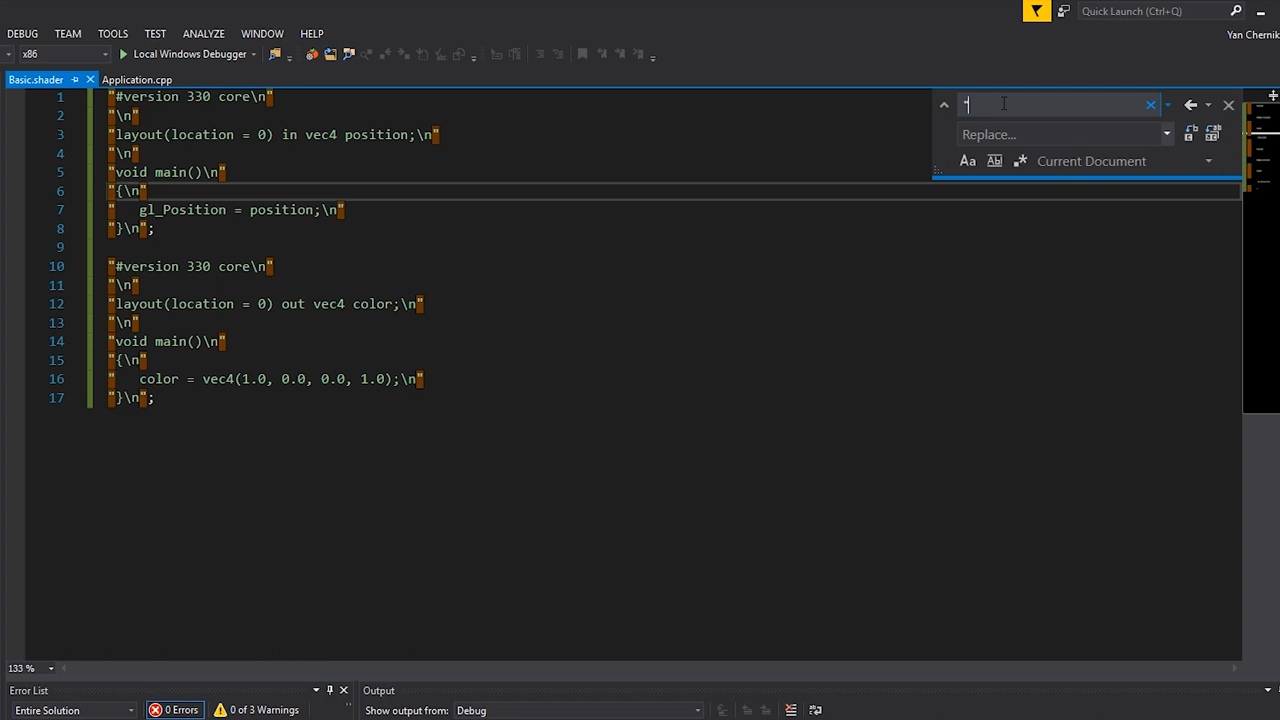 Quick Launch (Ctrl+Q)
DEBUG TEAM TOOLS TEST ANALYZE WINDOW HELP
Yan Chernik
x86 Local Windows Debugger
Basic.shader Application.cpp
1 "#version 330 core\n"
2 "\n"
3 "layout(location = 0) in vec4 position;\n"
4 "\n"
5 "void main()\n"
6 "{\n"
7 "   gl_Position = position;\n"
8 "}\n";
9
10 "#version 330 core\n"
11 "\n"
12 "layout(location = 0) out vec4 color;\n"
13 "\n"
14 "void main()\n"
15 "{\n"
16 "   color = vec4(1.0, 0.0, 0.0, 1.0);\n"
17 "}\n";
"
Replace...
Aa Ab Current Document
133 %
Error List
Output
Entire Solution 0 Errors 0 of 3 Warnings
Show output from: Debug